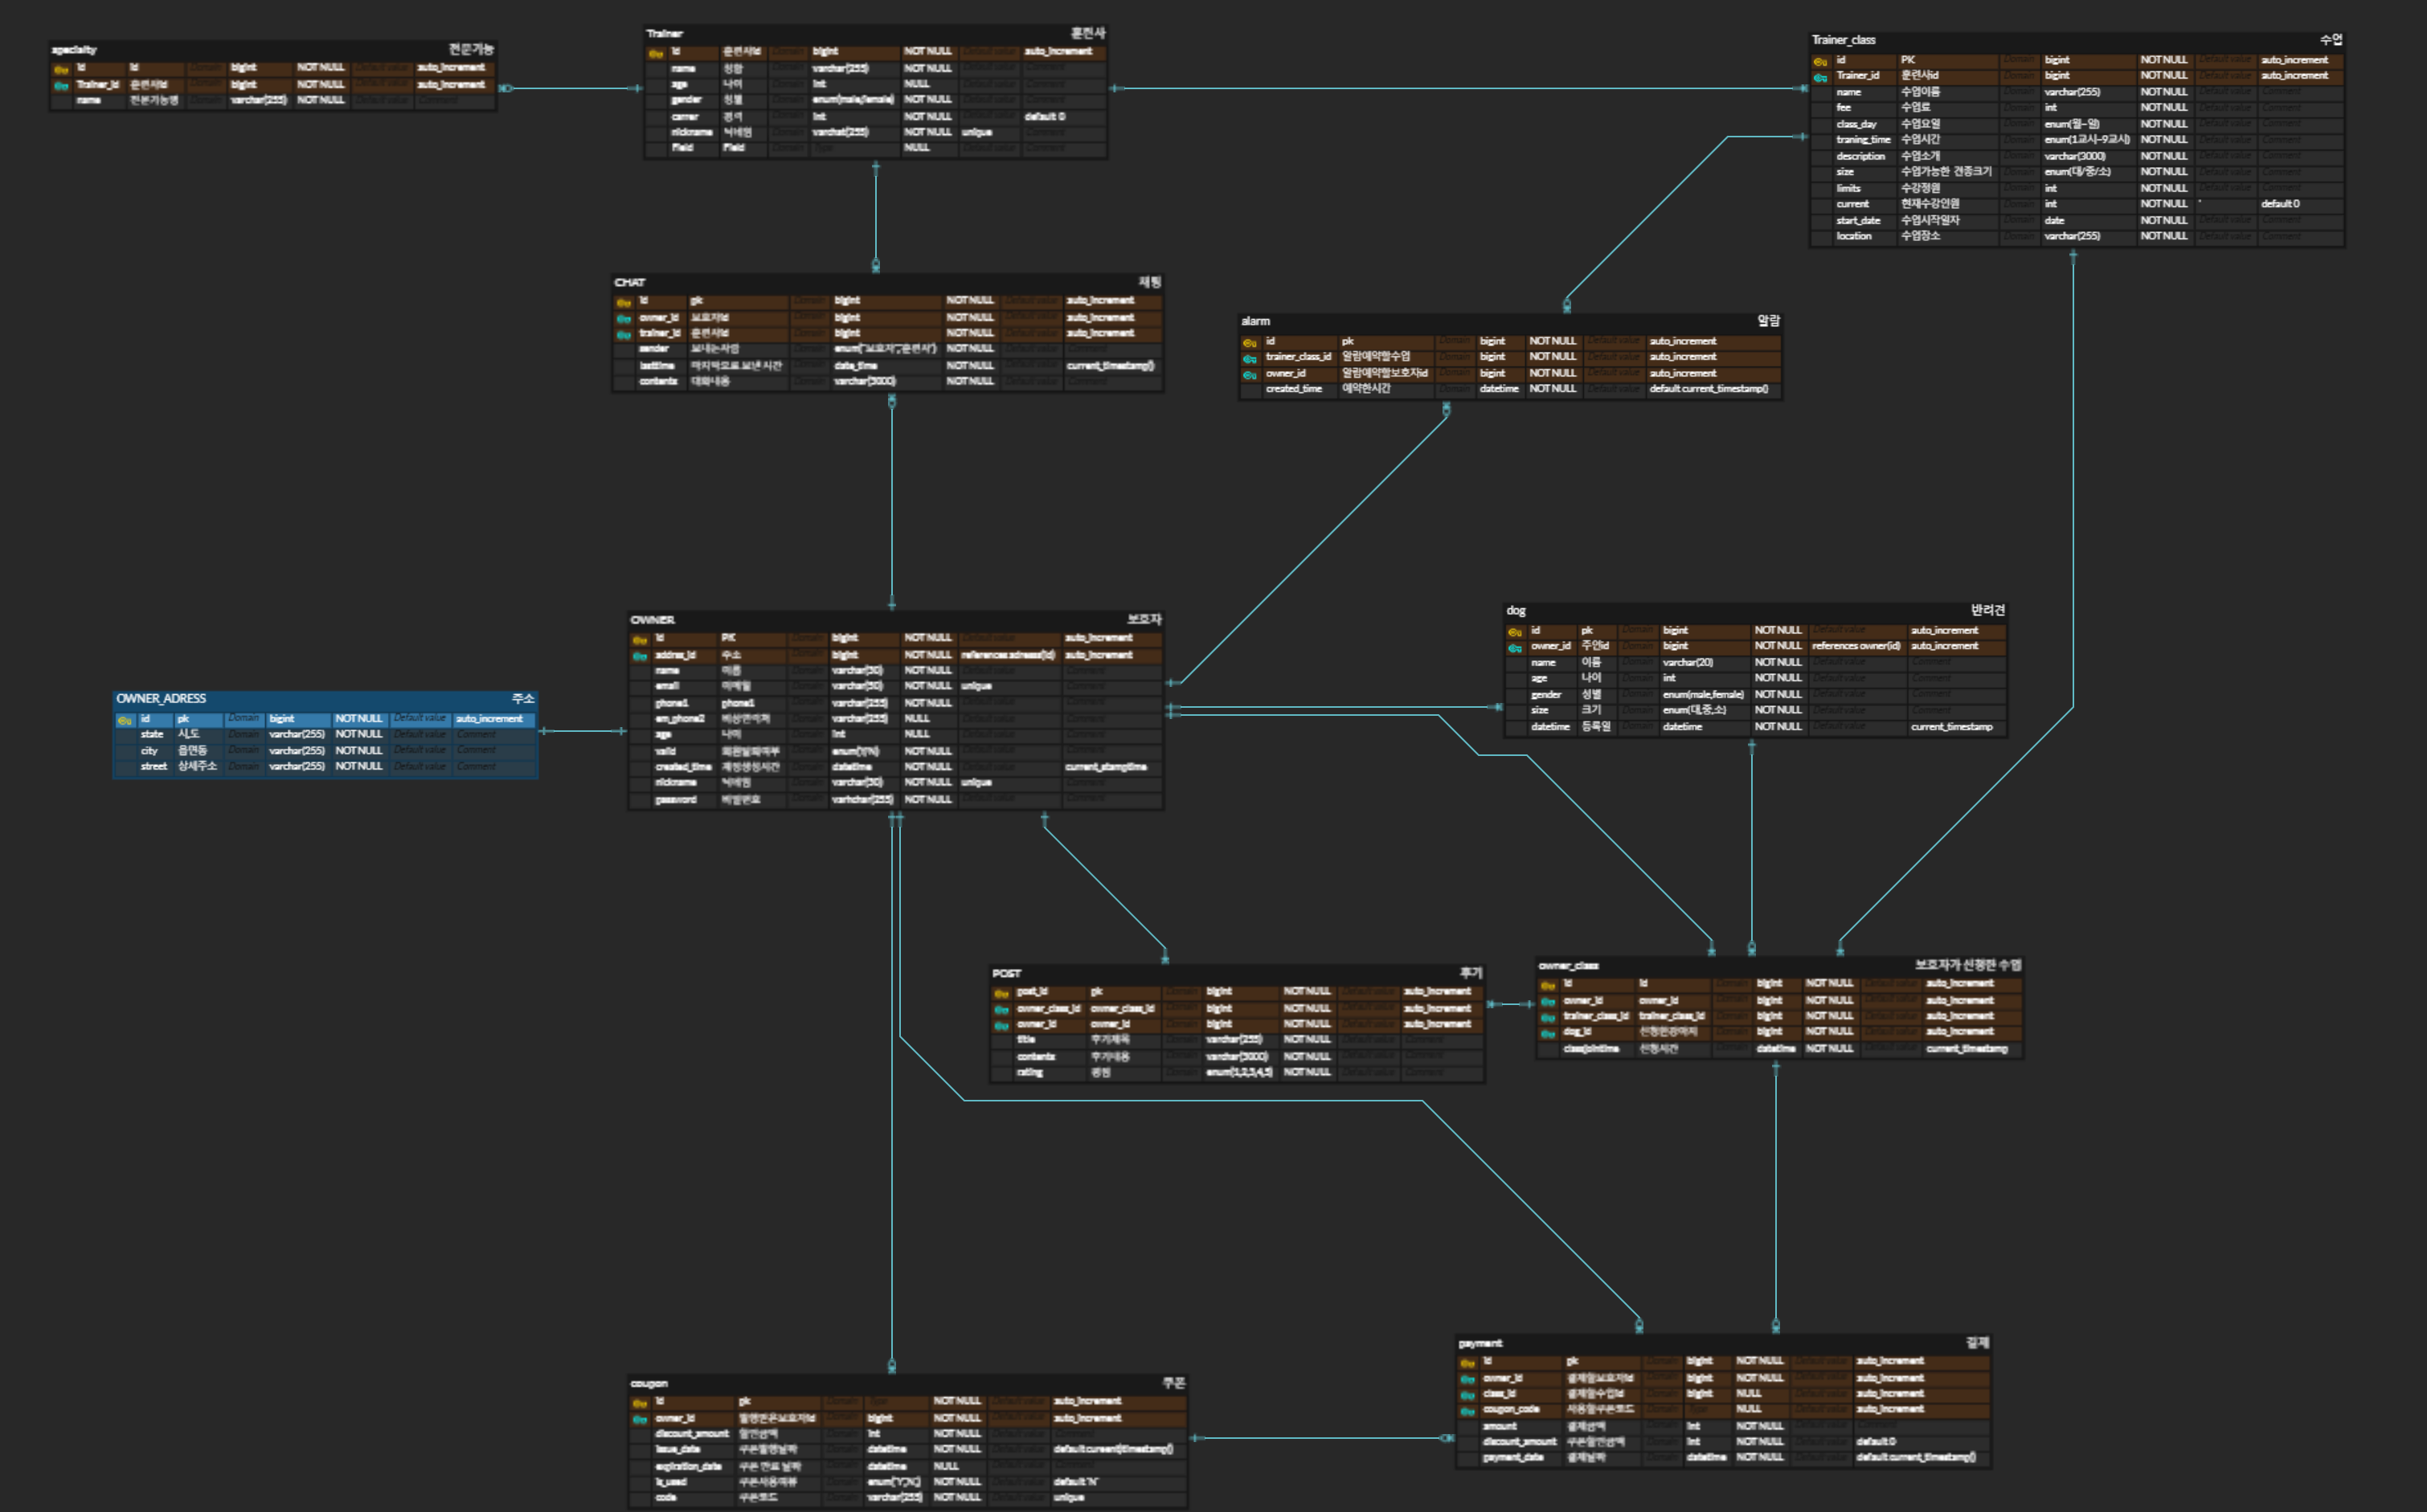 specialty 전문기능
id id Domain bigint NOT NULL Default value auto_increment
Trainer_id 훈련사id Domain bigint NOT NULL Default value auto_increment
name 전문기능명 Domain varchar(255) NOT NULL Default value Comment
Trainer 훈련사
id 훈련사id Domain bigint NOT NULL Default value auto_increment
name 성함 Domain varchar(255) NOT NULL Default value Comment
age 나이 Domain int NULL Default value Comment
gender 성별 Domain enum(male,female) NOT NULL Default value Comment
carrer 경력 Domain int NOT NULL Default value default 0
nickname 닉네임 Domain varchar(255) NOT NULL unique Comment
Field Field Domain Type NULL Default value Comment
Trainer_class 수업
id PK Domain bigint NOT NULL Default value auto_increment
Trainer_id 훈련사id Domain bigint NOT NULL Default value auto_increment
name 수업이름 Domain varchar(255) NOT NULL Default value Comment
fee 수업료 Domain int NOT NULL Default value Comment
class_day 수업요일 Domain enum(월~일) NOT NULL Default value Comment
traning_time 수업시간 Domain enum(1교시~9교시) NOT NULL Default value Comment
description 수업소개 Domain varchar(3000) NOT NULL Default value Comment
size 수업가능한 견종크기 Domain enum(대/중/소) NOT NULL Default value Comment
limits 수강정원 Domain int NOT NULL Default value Comment
current 현재수강인원 Domain int NOT NULL ' default 0
start_date 수업시작일자 Domain date NOT NULL Default value Comment
location 수업장소 Domain varchar(255) NOT NULL Default value Comment
CHAT 채팅
id pk Domain bigint NOT NULL Default value auto_increment
owner_id 보호자id Domain bigint NOT NULL Default value auto_increment
trainer_id 훈련사id Domain bigint NOT NULL Default value auto_increment
sender 보내는사람 Domain enum("보호자","훈련사") NOT NULL Default value Comment
lasttime 마지막으로 보낸 시간 Domain date_time NOT NULL Default value current_timestamp()
contents 대화내용 Domain varchar(3000) NOT NULL Default value Comment
alarm 알람
id pk Domain bigint NOT NULL Default value auto_increment
trainer_class_id 알람예약할수업 Domain bigint NOT NULL Default value auto_increment
owner_id 알람예약할보호자id Domain bigint NOT NULL Default value auto_increment
created_time 예약한시간 Domain datetime NOT NULL Default value default current_timestamp()
OWNER 보호자
id PK Domain bigint NOT NULL Default value auto_increment
addres_id 주소 Domain bigint NOT NULL references adress(id) auto_increment
name 이름 Domain varchar(30) NOT NULL Default value Comment
email 이메일 Domain varchar(50) NOT NULL unique Comment
phone1 phone1 Domain varchar(255) NOT NULL Default value Comment
em_phone2 비상연락처 Domain varchar(255) NULL Default value Comment
age 나이 Domain int NULL Default value Comment
vaild 회원탈퇴여부 Domain enum(Y/N) NOT NULL Default value Comment
created_time 계정생성시간 Domain datetime NOT NULL Default value current_stamptime
nickname 닉네임 Domain varchar(30) NOT NULL unique Comment
password 비밀번호 Domain varhchar(255) NOT NULL Default value Comment
dog 반려견
id pk Domain bigint NOT NULL Default value auto_increment
owner_id 주인id Domain bigint NOT NULL references owner(id) auto_increment
name 이름 Domain varchar(20) NOT NULL Default value Comment
age 나이 Domain int NOT NULL Default value Comment
gender 성별 Domain enum(male,female) NOT NULL Default value Comment
size 크기 Domain enum(대,중,소) NOT NULL Default value Comment
datetime 등록일 Domain datetime NOT NULL Default value current_timestamp
OWNER_ADRESS 주소
id pk Domain bigint NOT NULL Default value auto_increment
state 시,도 Domain varchar(255) NOT NULL Default value Comment
city 읍면동 Domain varchar(255) NOT NULL Default value Comment
street 상세주소 Domain varchar(255) NOT NULL Default value Comment
POST 후기
post_id pk Domain bigint NOT NULL Default value auto_increment
owner_class_id owner_class_id Domain bigint NOT NULL Default value auto_increment
owner_id owner_id Domain bigint NOT NULL Default value auto_increment
title 후기제목 Domain varchar(255) NOT NULL Default value Comment
contents 후기내용 Domain varchar(3000) NOT NULL Default value Comment
rating 평점 Domain enum(1,2,3,4,5) NOT NULL Default value Comment
owner_class 보호자가 신청한 수업
id id Domain bigint NOT NULL Default value auto_increment
owner_id owner_id Domain bigint NOT NULL Default value auto_increment
trainer_class_id trainer_class_id Domain bigint NOT NULL Default value auto_increment
dog_id 신청한강아지 Domain bigint NOT NULL Default value auto_increment
classjointime 신청시간 Domain datetime NOT NULL Default value current_timestamp
coupon 쿠폰
id pk Domain Type NOT NULL Default value auto_increment
owner_id 발행받은보호자id Domain bigint NOT NULL Default value auto_increment
discount_amount 할인금액 Domain int NOT NULL Default value Comment
issue_date 쿠폰발행날짜 Domain datetime NOT NULL Default value default cureent(timestamp()
expiration_date 쿠폰 만료 날짜 Domain datetime NULL Default value Comment
is_used 쿠폰사용여뷰 Domain enum('Y','N',) NOT NULL Default value default 'N'
code 쿠폰코드 Domain varchar(255) NOT NULL Default value unique
payment 결제
id pk Domain bigint NOT NULL Default value auto_increment
owner_id 결제할보호자id Domain bigint NOT NULL Default value auto_increment
class_id 결제할수업id Domain bigint NULL Default value auto_increment
coupon_code 사용할쿠폰코드 Domain Type NULL Default value auto_increment
amount 결제금액 Domain int NOT NULL Default value Comment
discount_amount 쿠폰할인금액 Domain int NOT NULL Default value default 0
payment_date 결제날짜 Domain datetime NOT NULL Default value default current_timestamp()